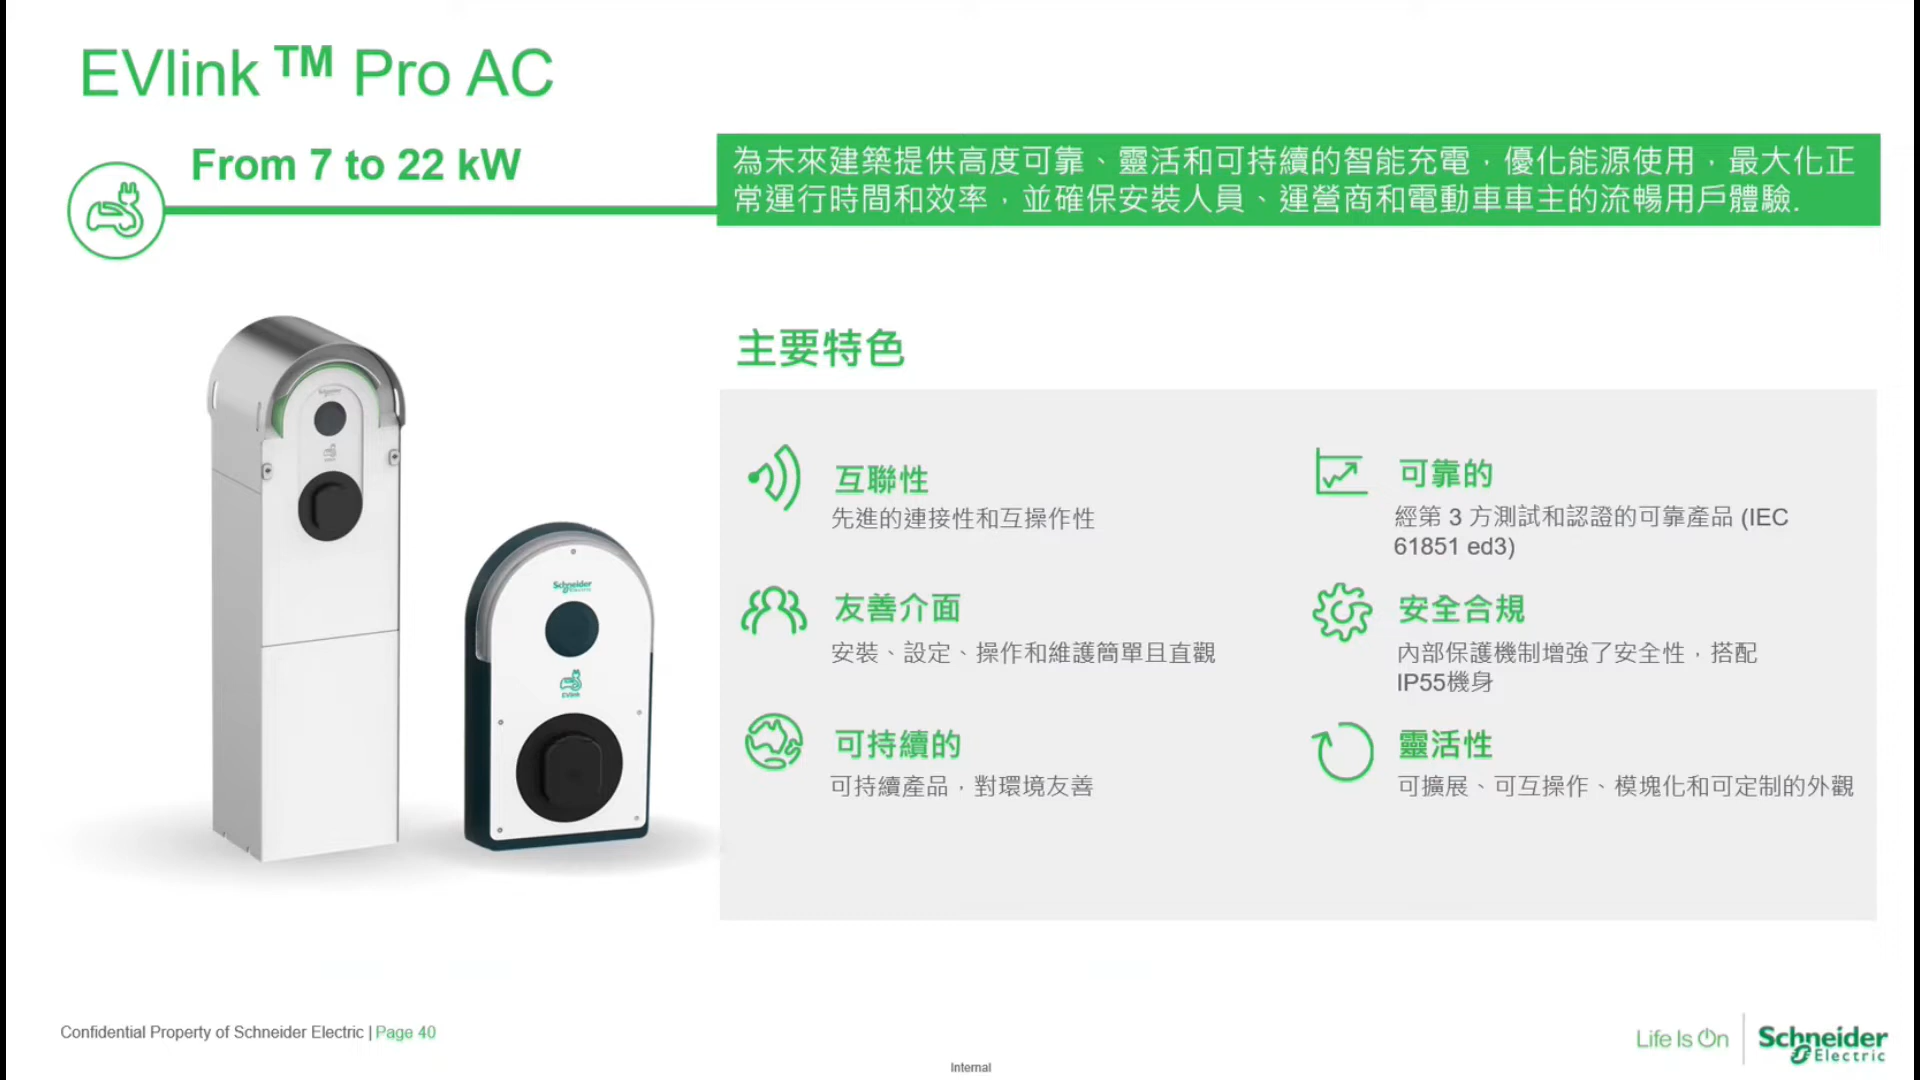 EVlink™ Pro AC
From 7 to 22 kW
為未來建築提供高度可靠、靈活和可持續的智能充電，優化能源使用，最大化正
常運行時間和效率，並確保安裝人員、運營商和電動車車主的流暢用戶體驗.
主要特色
互聯性
先進的連接性和互操作性
友善介面
安裝、設定、操作和維護簡單且直觀
可持續的
可持續產品，對環境友善
可靠的
經第 3 方測試和認證的可靠產品 (IEC
61851 ed3)
安全合規
內部保護機制增強了安全性，搭配
IP55機身
靈活性
可擴展、可互操作、模塊化和可定制的外觀
Schneider
Electric
EVlink
Confidential Property of Schneider Electric | Page 40
Internal
Life Is On
Schneider
Electric